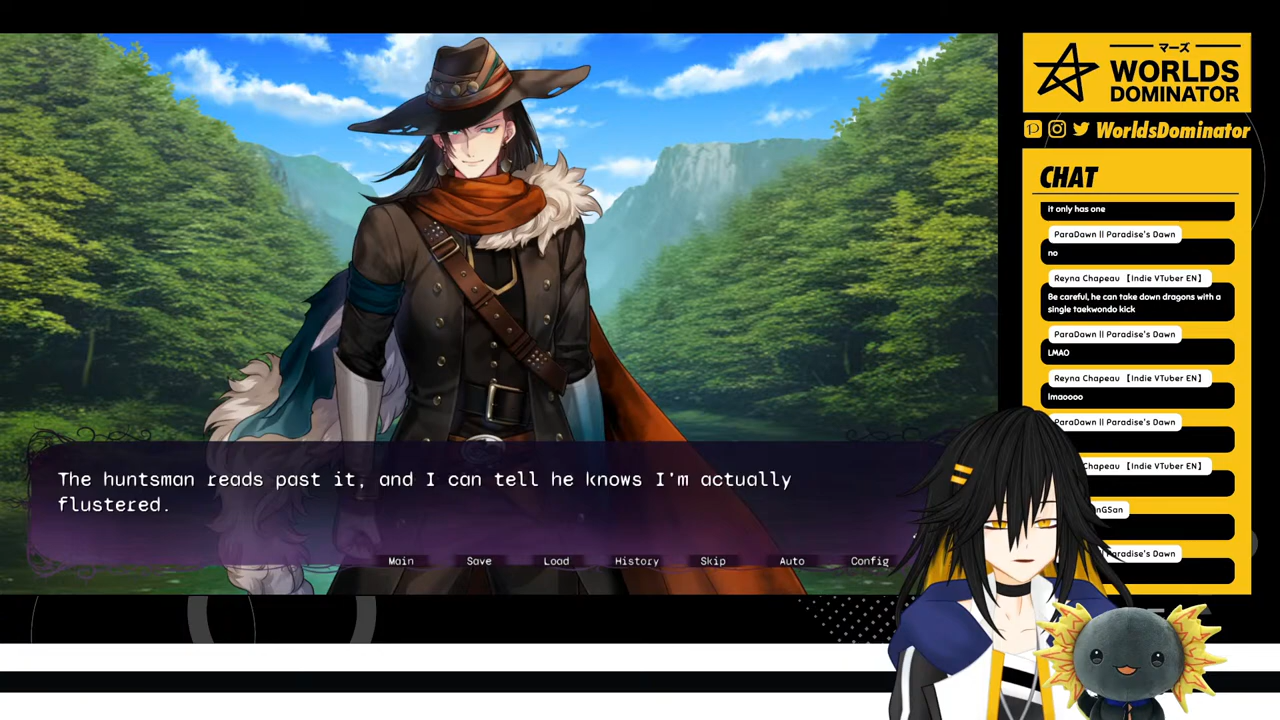 マーズ
WORLDS
DOMINATOR
WorldsDominator
CHAT
it only has one
ParaDawn || Paradise's Dawn
no
Reyna Chapeau 【Indie VTuber EN】
Be careful, he can take down dragons with a
single taekwondo kick
ParaDawn || Paradise's Dawn
LMAO
Reyna Chapeau 【Indie VTuber EN】
lmaoooo
ParaDawn || Paradise's Dawn
Chapeau 【Indie VTuber EN】
nGSan
Paradise's Dawn
The huntsman reads past it, and I can tell he knows I'm actually
flustered.
Main Save Load History Skip Auto Config